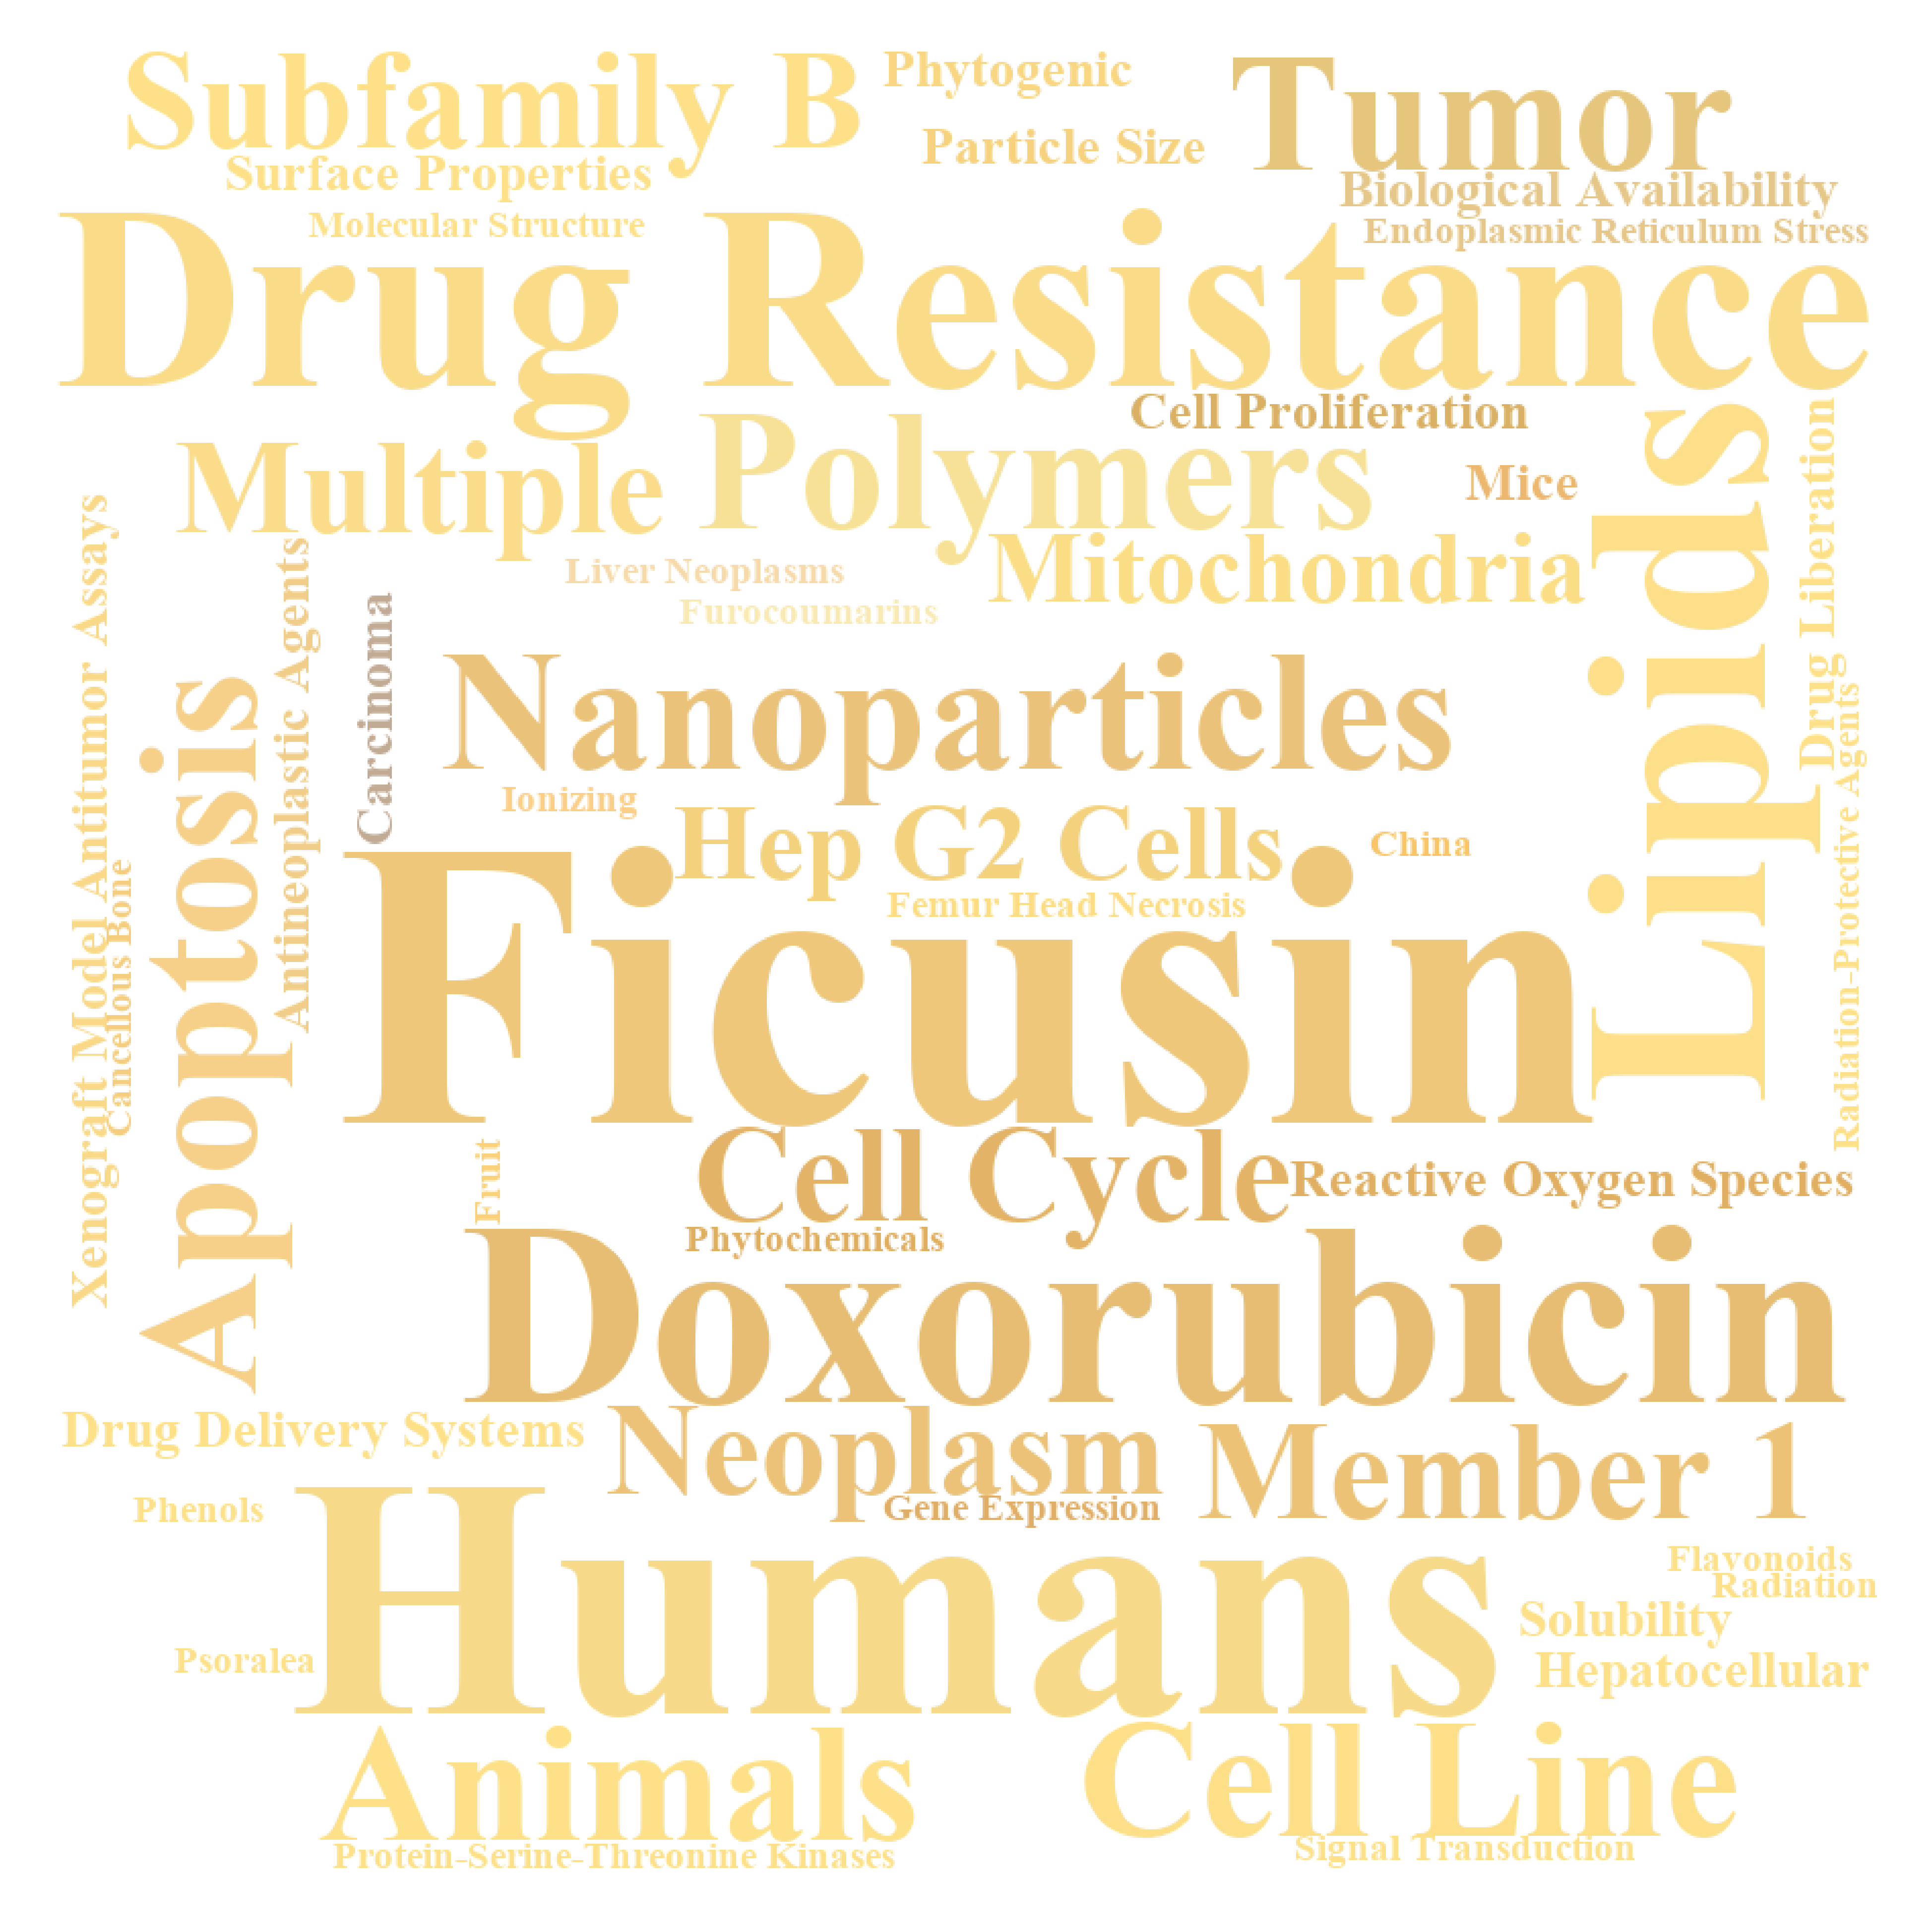 Subfamily B
Phytogenic
Tumor
Particle Size
Surface Properties
Biological Availability
Molecular Structure
Endoplasmic Reticulum Stress
Drug Resistance
Cell Proliferation
Multiple
Polymers
Mice
Lipids
Drug Liberation
Mitochondria
Liver Neoplasms
Furocoumarins
Xenograft Model Antitumor Assays
Cancellous Bone
Apoptosis
Antineoplastic Agents
Carcinoma
Nanoparticles
Radiation-Protective Agents
Ionizing
Hep G2 Cells
China
Femur Head Necrosis
Ficusin
Fruit
Cell Cycle
Reactive Oxygen Species
Phytochemicals
Doxorubicin
Drug Delivery Systems
Neoplasm
Member 1
Phenols
Gene Expression
Humans
Flavonoids
Radiation
Solubility
Psoralea
Hepatocellular
Animals
Cell Line
Protein-Serine-Threonine Kinases
Signal Transduction